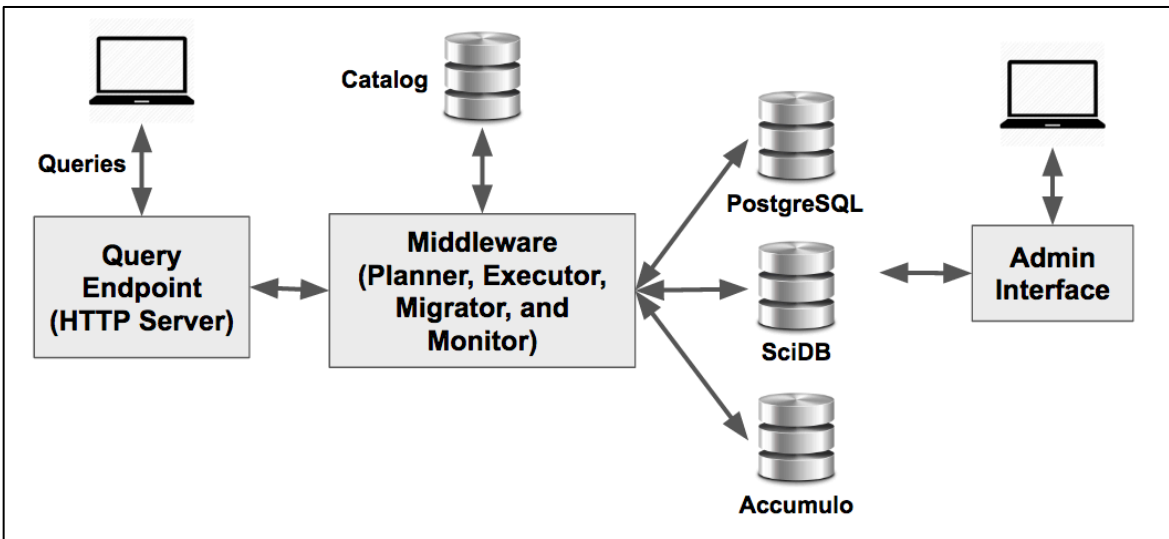 Catalog
Queries
PostgreSQL
Query
Endpoint
(HTTP Server)
Middleware
(Planner, Executor,
Migrator, and
Monitor)
Admin
Interface
SciDB
Accumulo